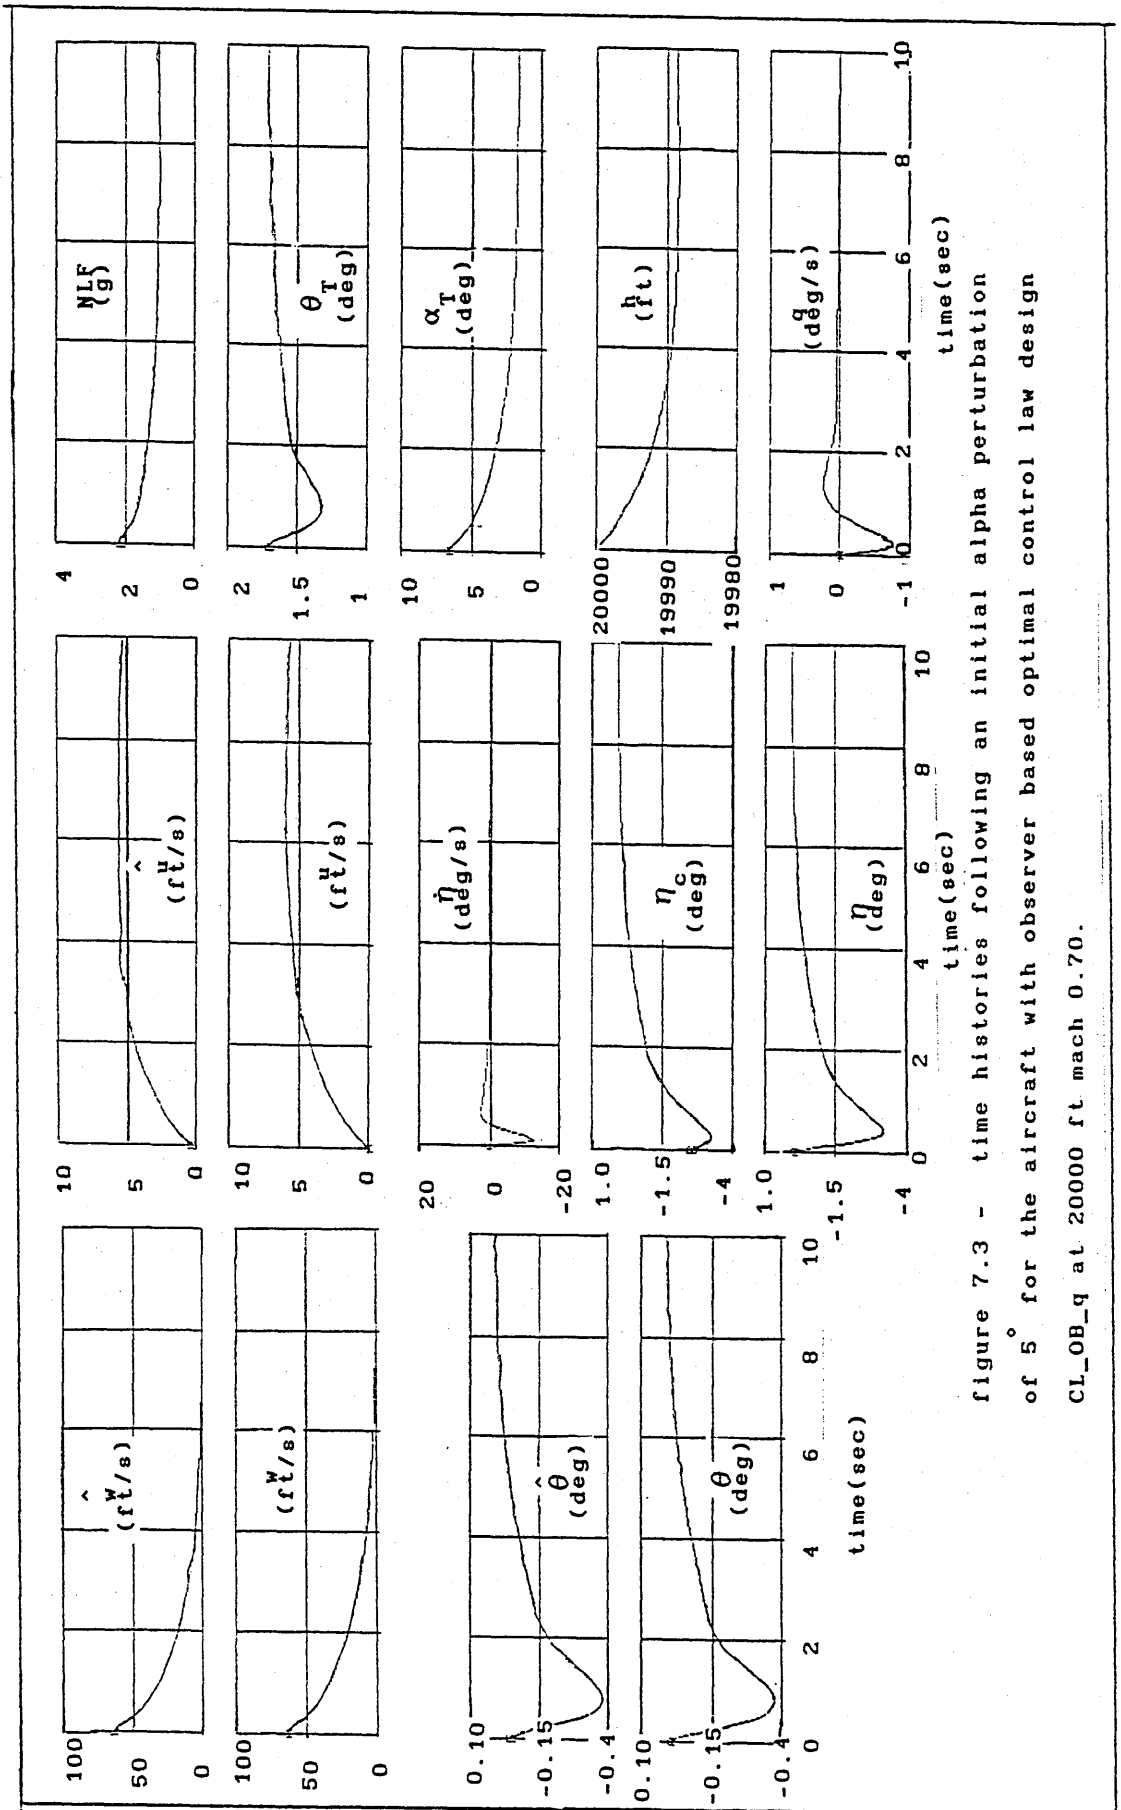 100
50
0
ŵ
(ft/s)
100
50
0
w
(ft/s)
0.10
-0.15
-0.4
θ̂
(deg)
0.10
-0.15
-0.4
θ
(deg)
0 2 4 6 8 10
time(sec)
10
5
0
û
(ft/s)
10
5
0
u
(ft/s)
20
0
-20
η̇
(deg/s)
1.0
-1.5
-4
η c
(deg)
1.0
-1.5
-4
η
(deg)
0 2 4 6 8 10
time(sec)
4
2
0
NLF
(g)
2
1.5
1
θ T
(deg)
10
5
0
α T
(deg)
20000
19990
19980
h
(ft)
1
0
-1
q
(deg/s)
0 2 4 6 8 10
time(sec)
figure 7.3 - time histories following an initial alpha perturbation
of 5° for the aircraft with observer based optimal control law design
CL_OB_q at 20000 ft mach 0.70.